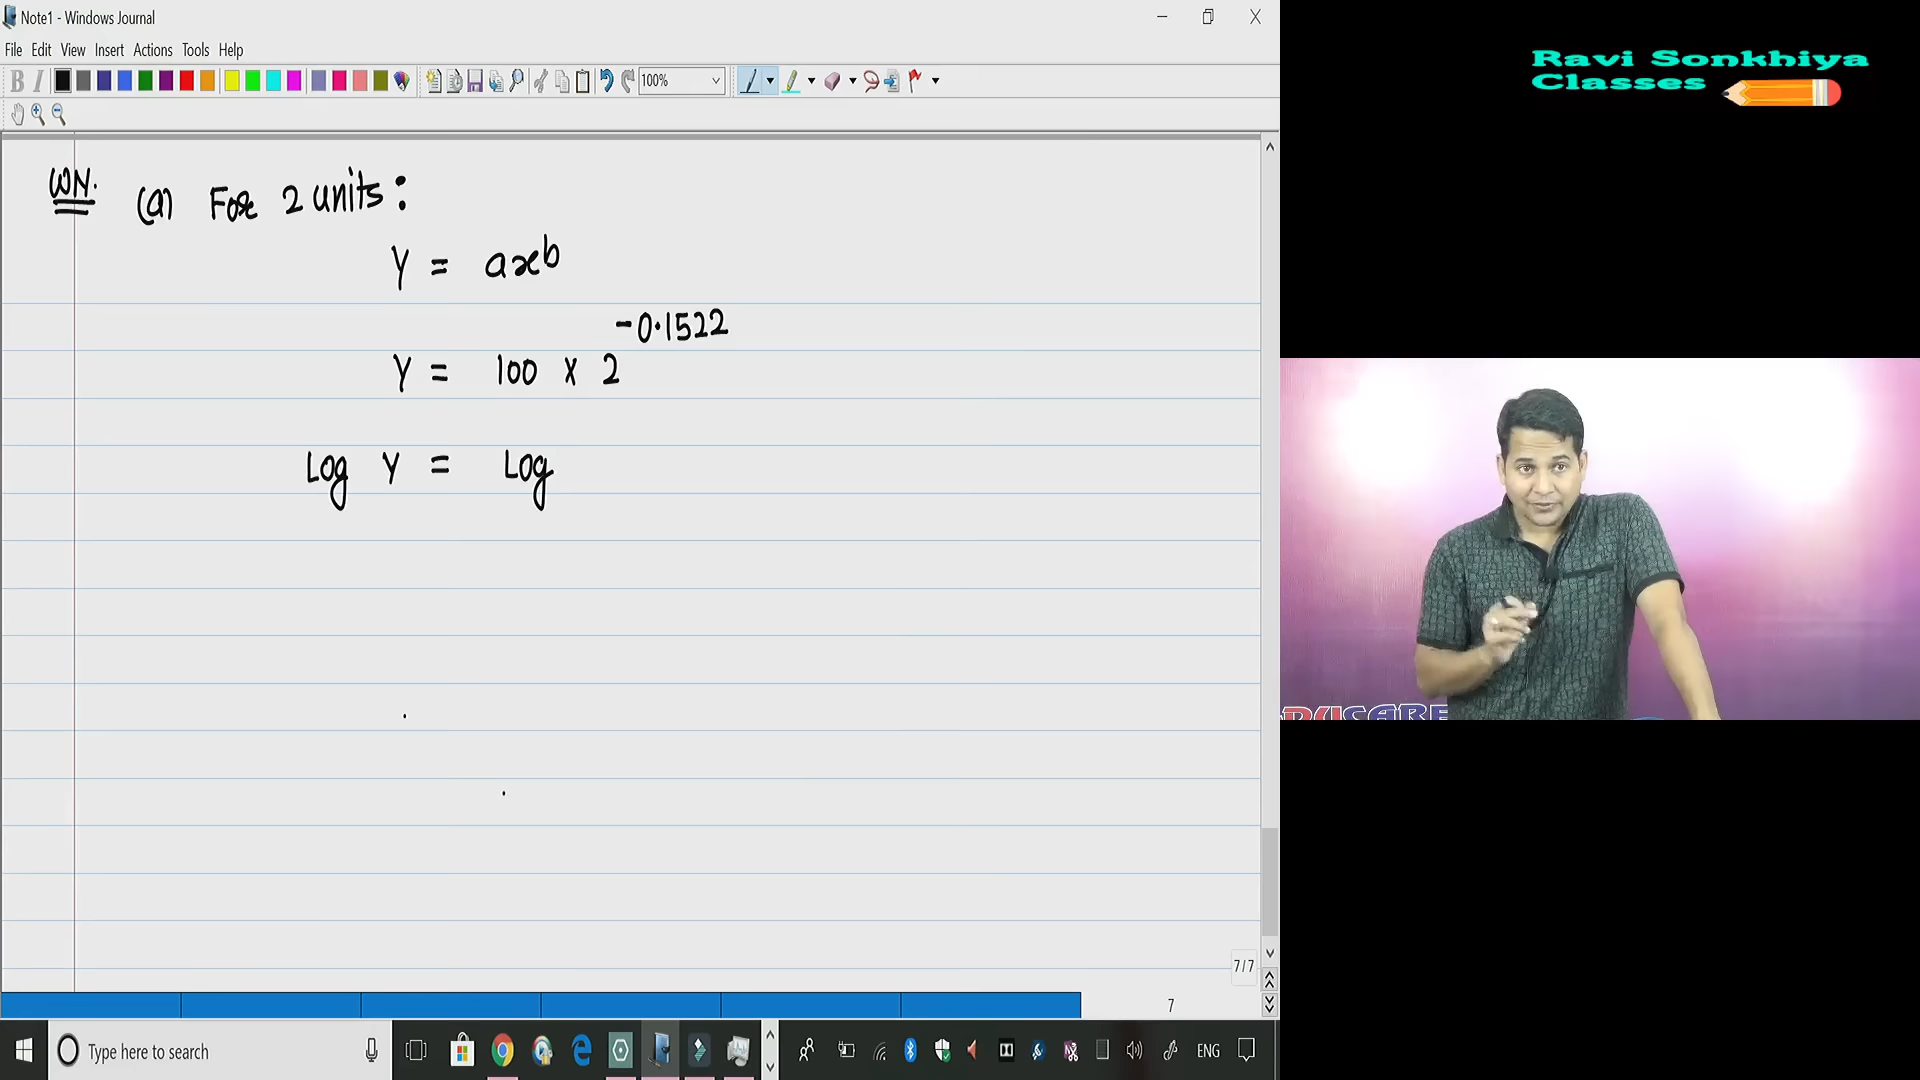 Note1 - Windows Journal
File Edit View Insert Actions Tools Help
B I 100%
WN. (a) For 2 units:
Y = ax^b
Y = 100 x 2^-0.1522
Log Y = Log
7/7
7
Type here to search
ENG
Ravi Sonkhiya
Classes